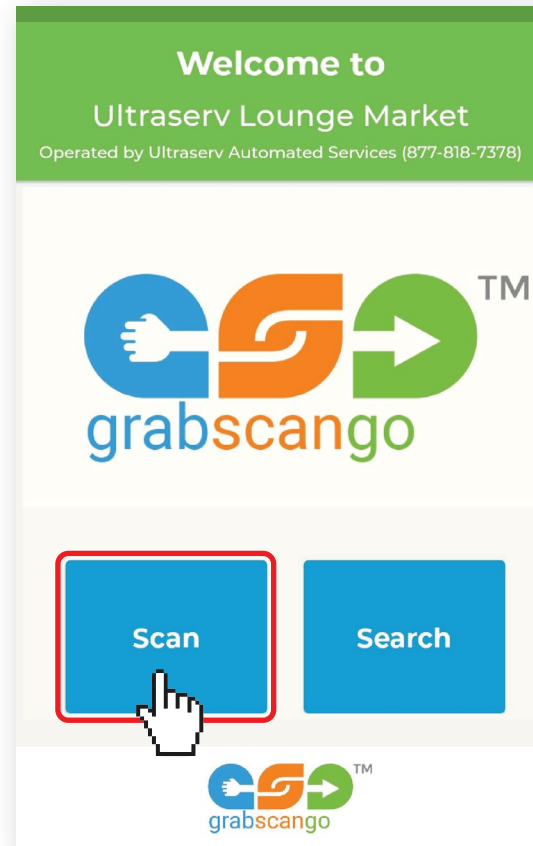 Welcome to
Ultraserv Lounge Market
Operated by Ultraserv Automated Services (877-818-7378)
TM
grabscango
Scan
Search
TM
grabscango